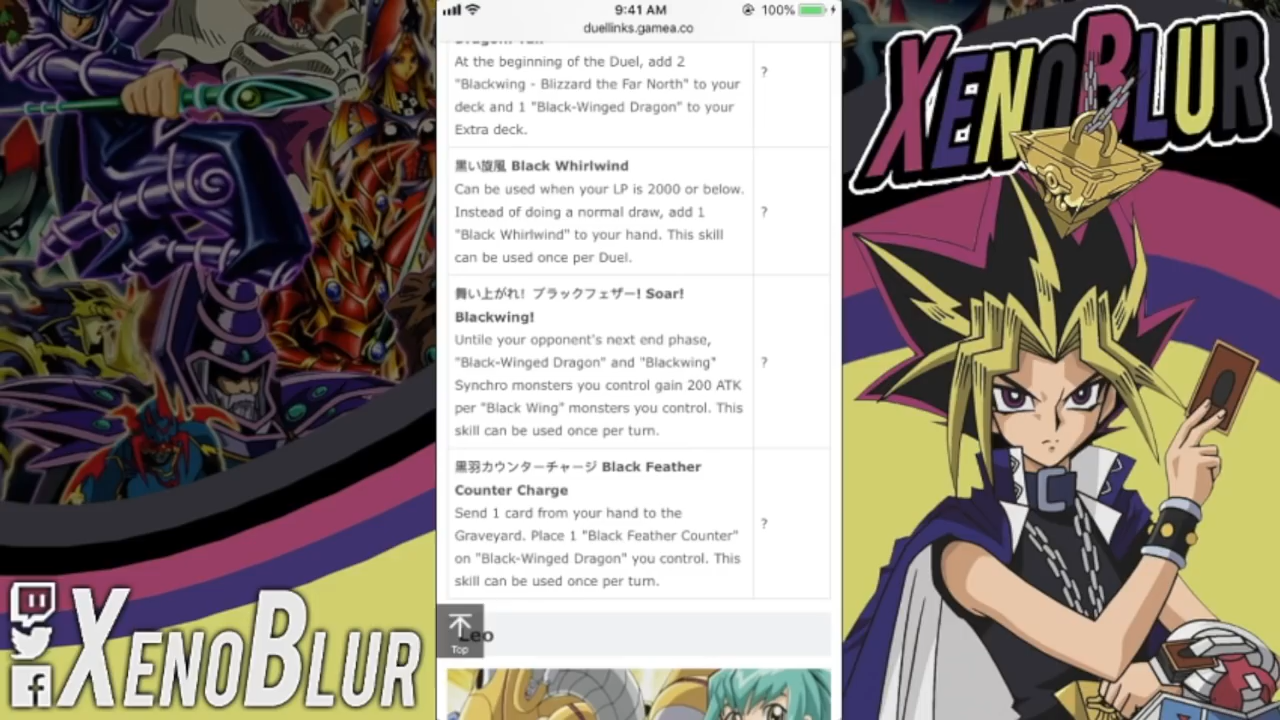 9:41 AM
100%
duellinks.gamea.co
At the beginning of the Duel, add 2
"Blackwing - Blizzard the Far North" to your
deck and 1 "Black-Winged Dragon" to your
Extra deck.
?
黒い旋風 Black Whirlwind
Can be used when your LP is 2000 or below.
Instead of doing a normal draw, add 1
"Black Whirlwind" to your hand. This skill
can be used once per Duel.
?
舞い上がれ！ブラックフェザー! Soar!
Blackwing!
Untile your opponent's next end phase,
"Black-Winged Dragon" and "Blackwing"
Synchro monsters you control gain 200 ATK
per "Black Wing" monsters you control. This
skill can be used once per turn.
?
黒羽カウンターチャージ Black Feather
Counter Charge
Send 1 card from your hand to the
Graveyard. Place 1 "Black Feather Counter"
on "Black-Winged Dragon" you control. This
skill can be used once per turn.
?
Leo
Top
XENOBLUR
XENOBLUR